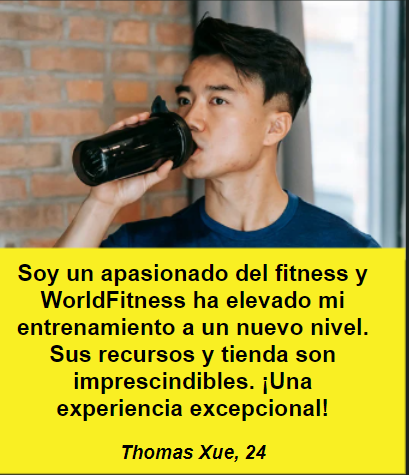 Soy un apasionado del fitness y
WorldFitness ha elevado mi
entrenamiento a un nuevo nivel.
Sus recursos y tienda son
imprescindibles. ¡Una
experiencia excepcional!
Thomas Xue, 24